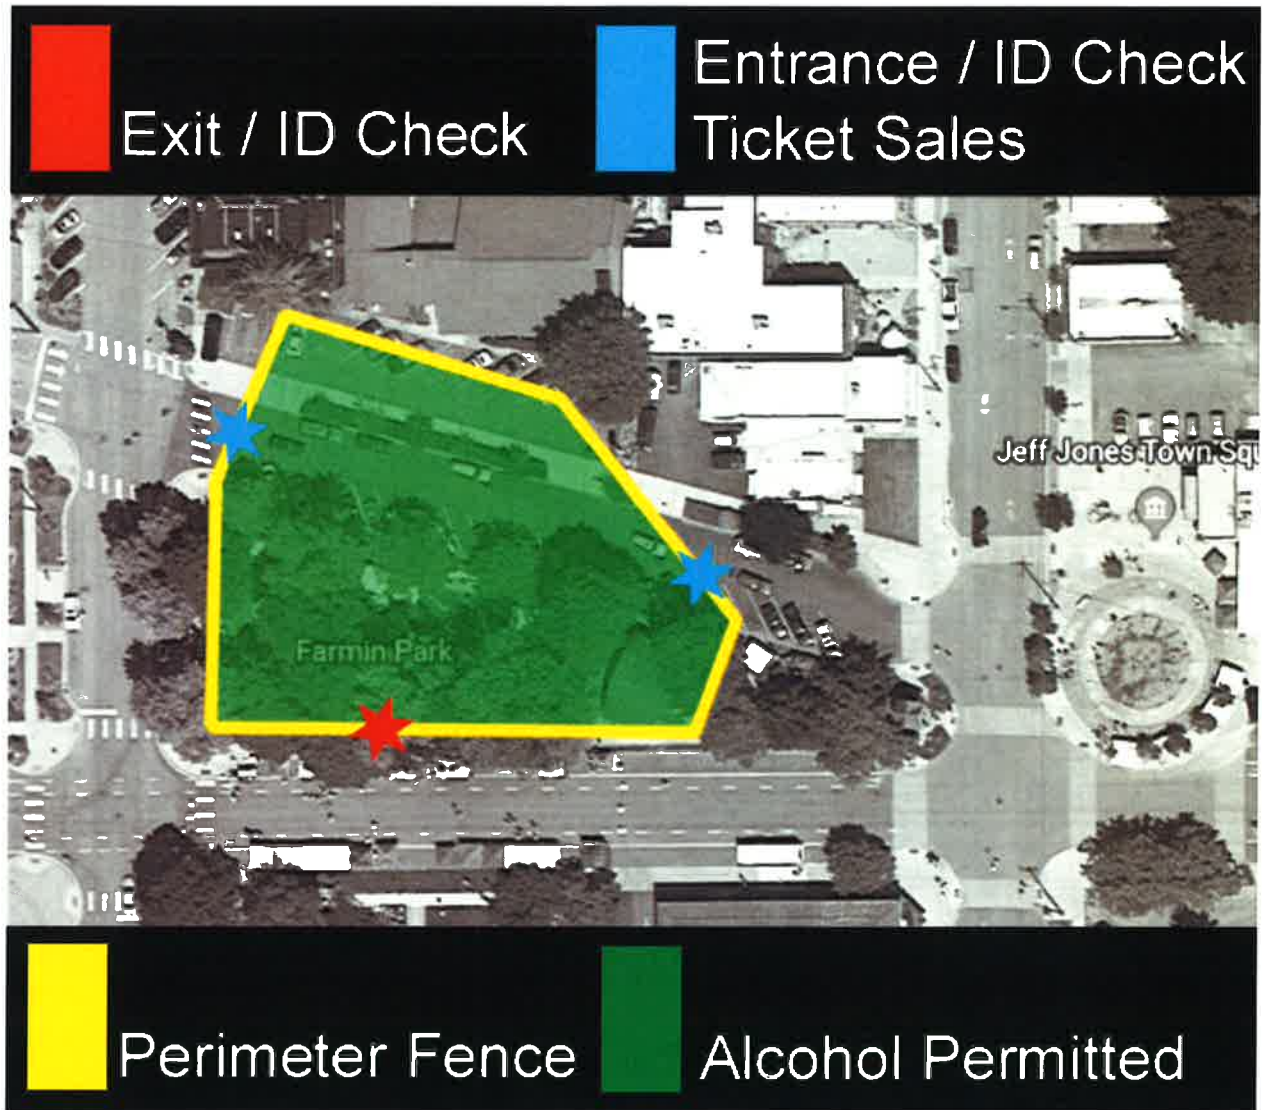 Exit / ID Check
Entrance / ID Check
Ticket Sales
Jeff Jones Town Squ
Farmin Park
Perimeter Fence
Alcohol Permitted